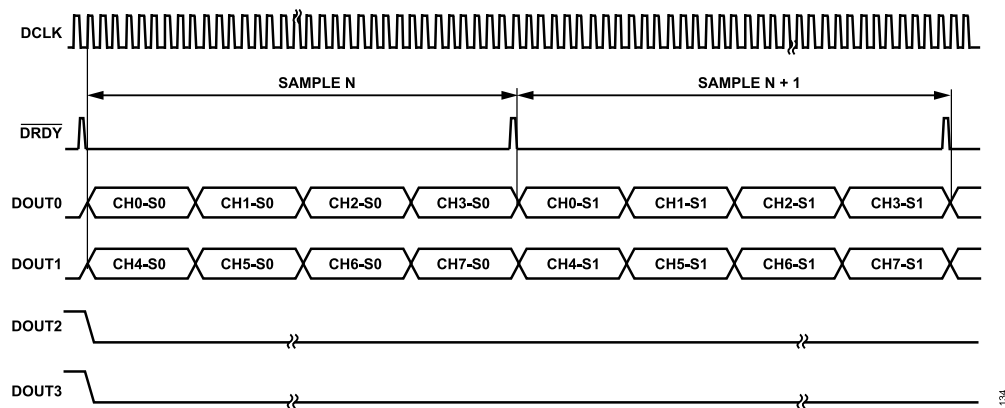 DCLK
SAMPLE N
SAMPLE N + 1
DRDY
DOUT0
CH0-S0
CH1-S0
CH2-S0
CH3-S0
CH0-S1
CH1-S1
CH2-S1
CH3-S1
DOUT1
CH4-S0
CH5-S0
CH6-S0
CH7-S0
CH4-S1
CH5-S1
CH6-S1
CH7-S1
DOUT2
DOUT3
134